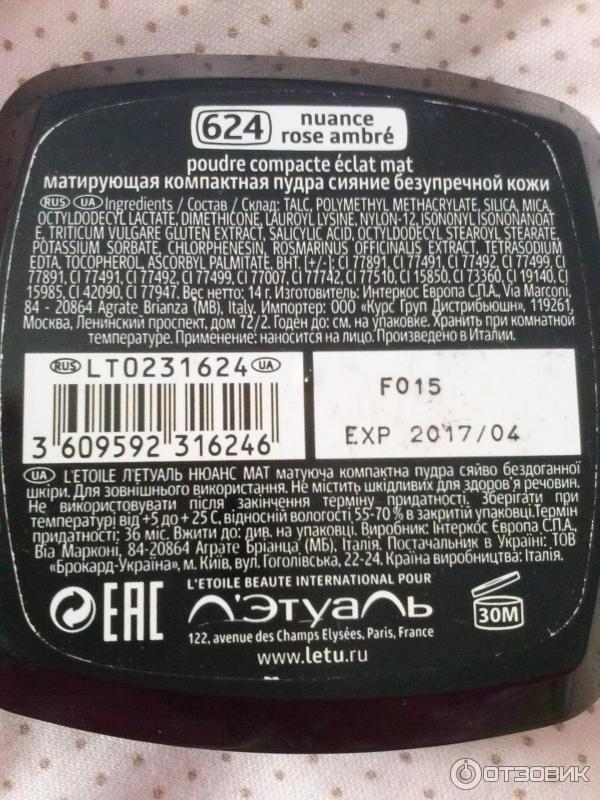 624 nuance
rose ambré
poudre compacte éclat mat
матирующая компактная пудра сияние безупречной кожи
RUS UA Ingredients / Состав / Склад: TALC, POLYMETHYL METHACRYLATE, SILICA, MICA,
OCTYLDODECYL LACTATE, DIMETHICONE, LAUROYL LYSINE, NYLON-12, ISONONYL ISONONANOAT
E, TRITICUM VULGARE GLUTEN EXTRACT, SALICYLIC ACID, OCTYLDODECYL STEAROYL STEARATE,
POTASSIUM SORBATE, CHLORPHENESIN, ROSMARINUS OFFICINALIS EXTRACT, TETRASODIUM
EDTA, TOCOPHEROL, ASCORBYL PALMITATE, BHT. [+/-: CI 77891, CI 77491, CI 77492, CI 77499, CI
77891, CI 77491, CI 77492, CI 77499, CI 77007, CI 77742, CI 77510, CI 15850, CI 73360, CI 19140, CI
15985, CI 42090, CI 77947. Вес нетто: 14 г. Изготовитель: Интеркос Европа С.П.А., Via Marconi,
84 - 20864 Agrate Brianza (MB), Italy. Импортер: ООО «Курс Груп Дистрибьюшн», 119261,
Москва, Ленинский проспект, дом 72/2. Годен до: см. на упаковке. Хранить при комнатной
температуре. Применение: наносится на лицо. Произведено в Италии.
RUS LT0231624 UA
F015
EXP 2017/04
3 609592 316246
UA L'ETOILE Л'ЕТУАЛЬ НЮАНС МАТ матуюча компактна пудра сяйво бездоганної
шкіри. Для зовнішнього використання. Не містить шкідливих для здоров'я речовин.
Не використовувати після закінчення терміну придатності. Зберігати при
температурі від +5 до + 25 С, відносній вологості 55-70 % в закритій упаковці.Термін
придатності: 36 міс. Вжити до: див. на упаковці. Виробник: Інтеркос Європа С.П.А.,
Віа Марконі, 84-20864 Аграте Бріанца (МБ), Італія. Постачальник в Україні: ТОВ
«Брокард-Україна», м. Київ, вул. Гоголівська, 22-24. Країна виробництва: Італія.
L'ETOILE BEAUTE INTERNATIONAL POUR
EAC Л'Этуаль 30M
122, avenue des Champs Elysées, Paris, France
www.letu.ru
ОТЗОВИК